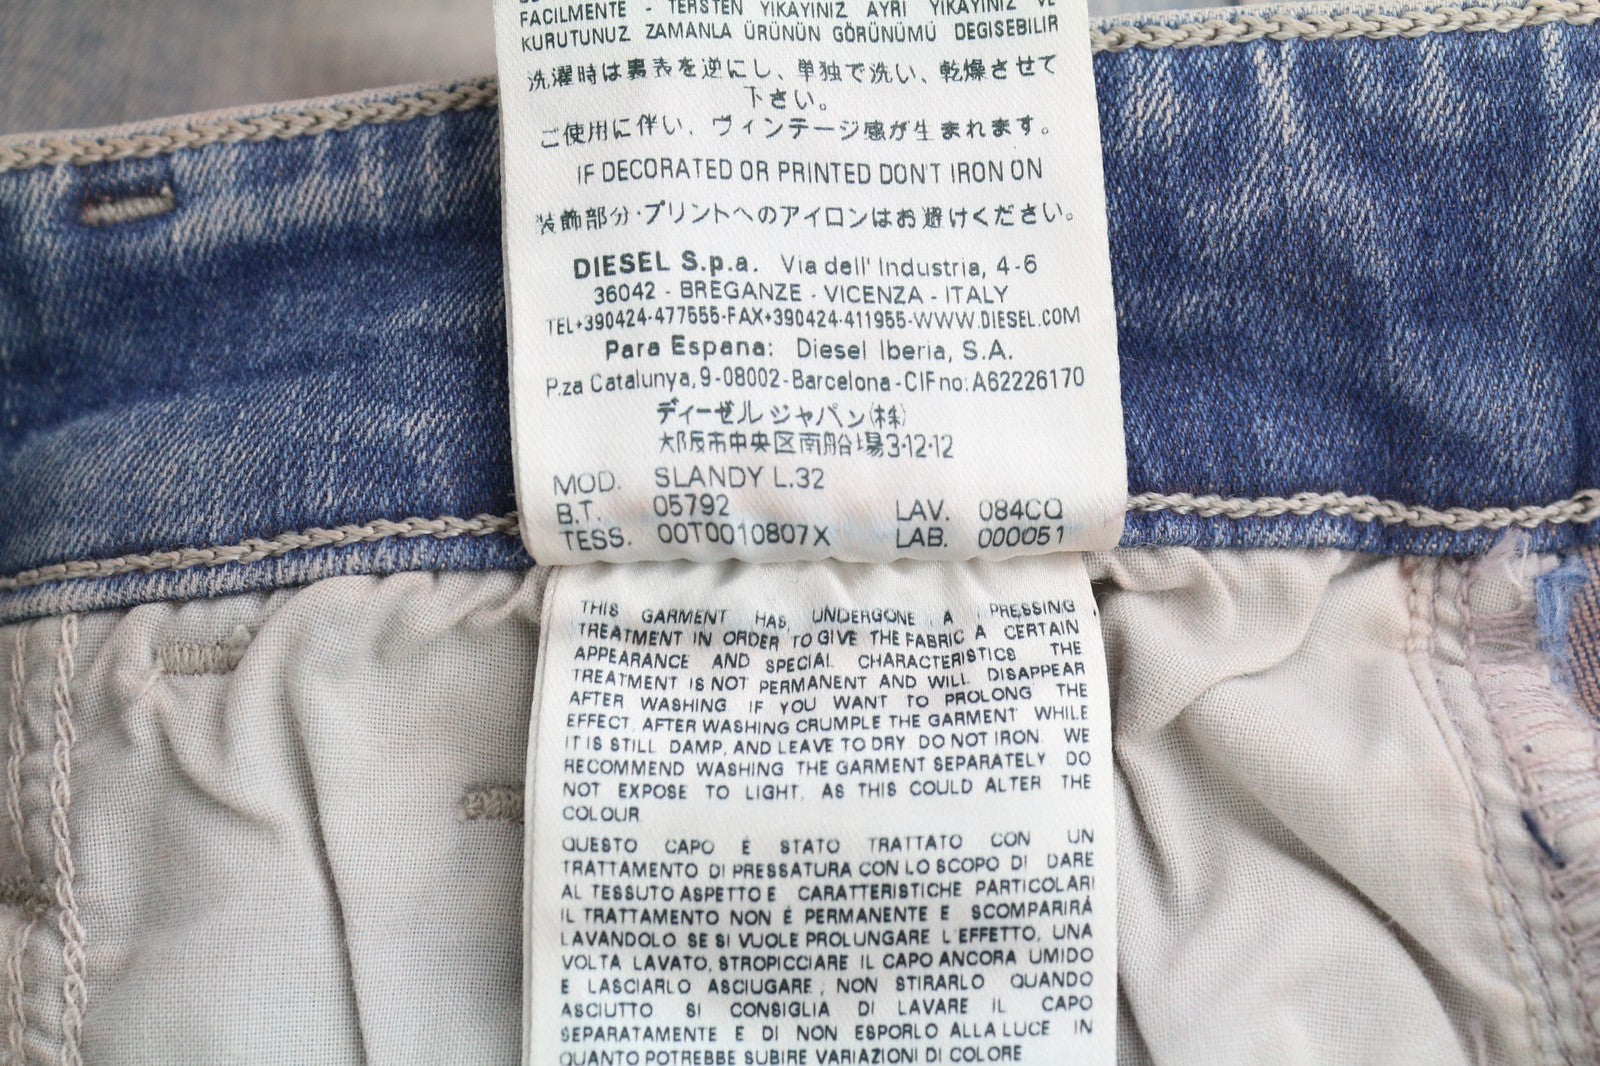 FACILMENTE - TERSTEN YIKAYINIZ AYRI YIKAYINIZ VE
KURUTUNUZ ZAMANLA ÜRÜNÜN GÖRÜNÜMÜ DEGISEBILIR
洗濯時は裏表を逆にし、単独で洗い、乾燥させて
下さい。
ご使用に伴い、ヴィンテージ感が生まれます。
IF DECORATED OR PRINTED DON'T IRON ON
装飾部分・プリントへのアイロンはお避けください。
DIESEL S.p.a. Via dell' Industria, 4-6
36042 - BREGANZE - VICENZA - ITALY
TEL+390424-477555-FAX+390424-411955-WWW.DIESEL.COM
Para Espana: Diesel Iberia, S.A.
P.za Catalunya,9-08002-Barcelona-CIFno:A62226170
ディーゼルジャパン(株)
大阪市中央区南船場3-12-12
MOD. SLANDY L.32
B.T. 05792 LAV. 084CQ
TESS. 00T0010807X LAB. 000051
THIS GARMENT HAS UNDERGONE A PRESSING
TREATMENT IN ORDER TO GIVE THE FABRIC A CERTAIN
APPEARANCE AND SPECIAL CHARACTERISTICS THE
TREATMENT IS NOT PERMANENT AND WILL DISAPPEAR
AFTER WASHING. IF YOU WANT TO PROLONG THE
EFFECT, AFTER WASHING CRUMPLE THE GARMENT WHILE
IT IS STILL DAMP, AND LEAVE TO DRY. DO NOT IRON. WE
RECOMMEND WASHING THE GARMENT SEPARATELY. DO
NOT EXPOSE TO LIGHT, AS THIS COULD ALTER THE
COLOUR
QUESTO CAPO È STATO TRATTATO CON UN
TRATTAMENTO DI PRESSATURA CON LO SCOPO DI DARE
AL TESSUTO ASPETTO E CARATTERISTICHE PARTICOLARI
IL TRATTAMENTO NON È PERMANENTE E SCOMPARIRÀ
LAVANDOLO SE SI VUOLE PROLUNGARE L'EFFETTO, UNA
VOLTA LAVATO, STROPICCIARE IL CAPO ANCORA UMIDO
E LASCIARLO ASCIUGARE, NON STIRARLO QUANDO
ASCIUTTO SI CONSIGLIA DI LAVARE IL CAPO
SEPARATAMENTE E DI NON ESPORLO ALLA LUCE IN
QUANTO POTREBBE SUBIRE VARIAZIONI DI COLORE